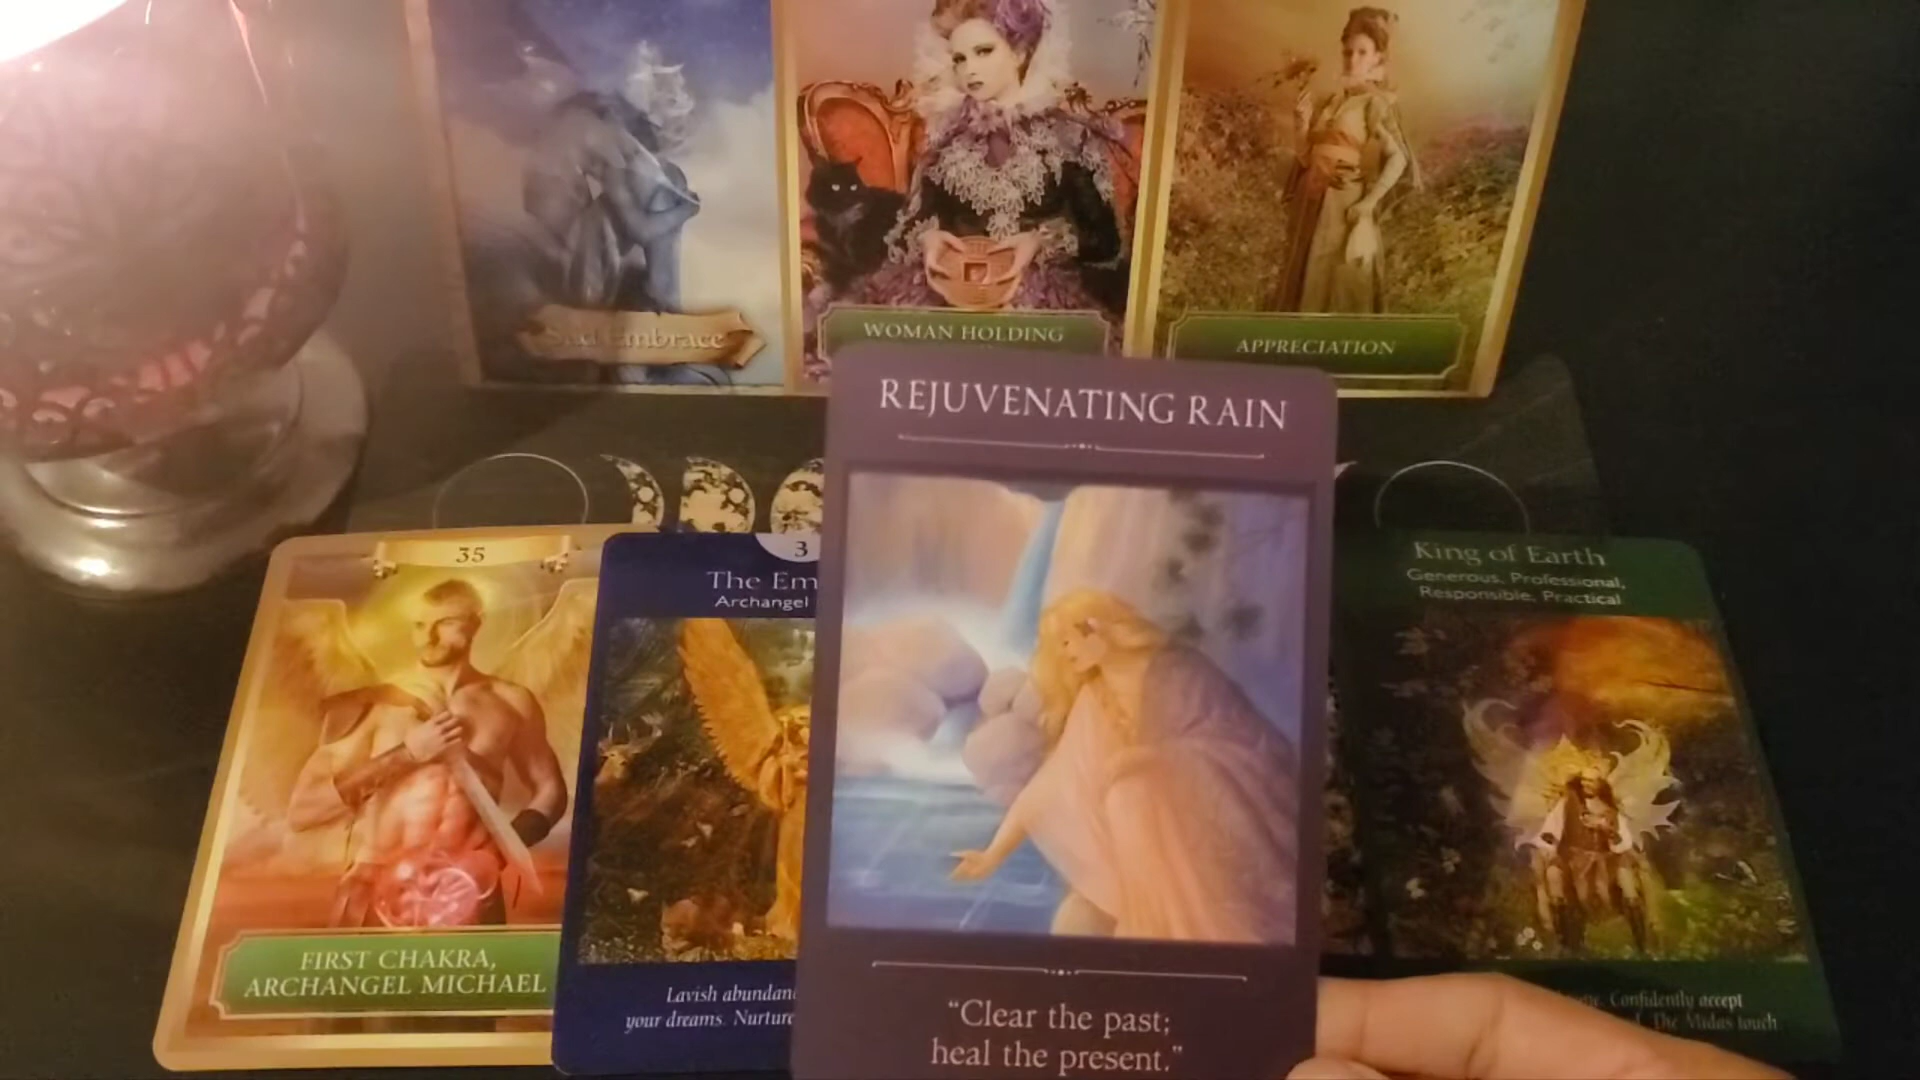 Sad Embrace
WOMAN HOLDING
APPRECIATION
REJUVENATING RAIN
“Clear the past;
heal the present.”
35
FIRST CHAKRA,
ARCHANGEL MICHAEL
3
The Em
Archangel
Lavish abundanc
your dreams. Nurture
King of Earth
Generous, Professional,
Responsible, Practical
Confidently accept
The Midas touch